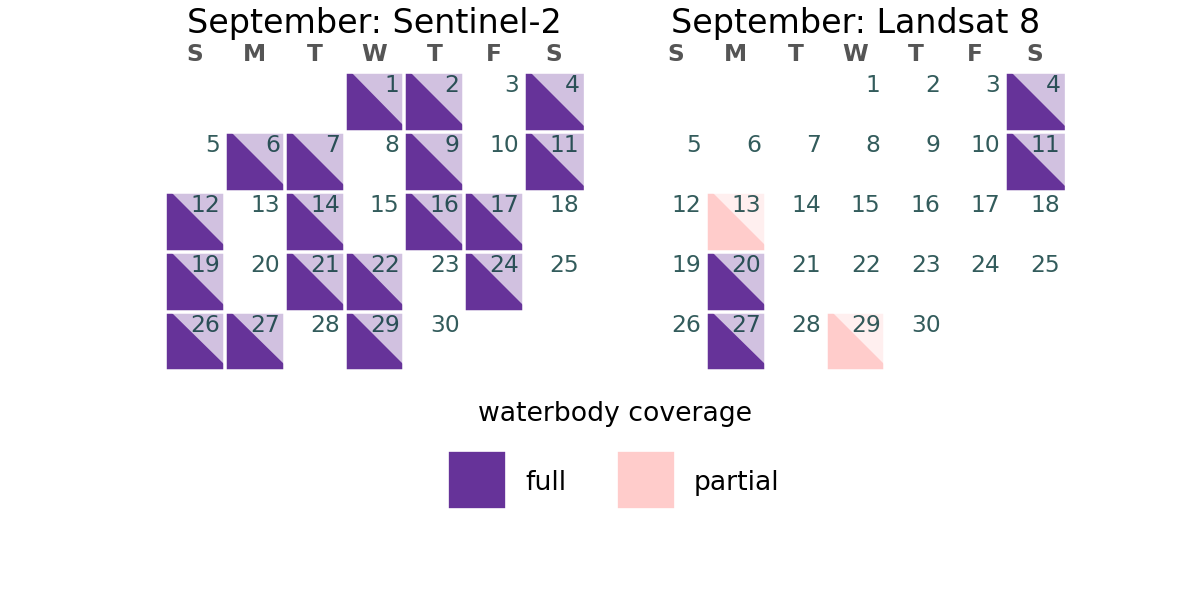 September: Sentinel-2
S M T W T F S
1 2 3 4
5 6 7 8 9 10 11
12 13 14 15 16 17 18
19 20 21 22 23 24 25
26 27 28 29 30
September: Landsat 8
S M T W T F S
1 2 3 4
5 6 7 8 9 10 11
12 13 14 15 16 17 18
19 20 21 22 23 24 25
26 27 28 29 30
waterbody coverage
full partial